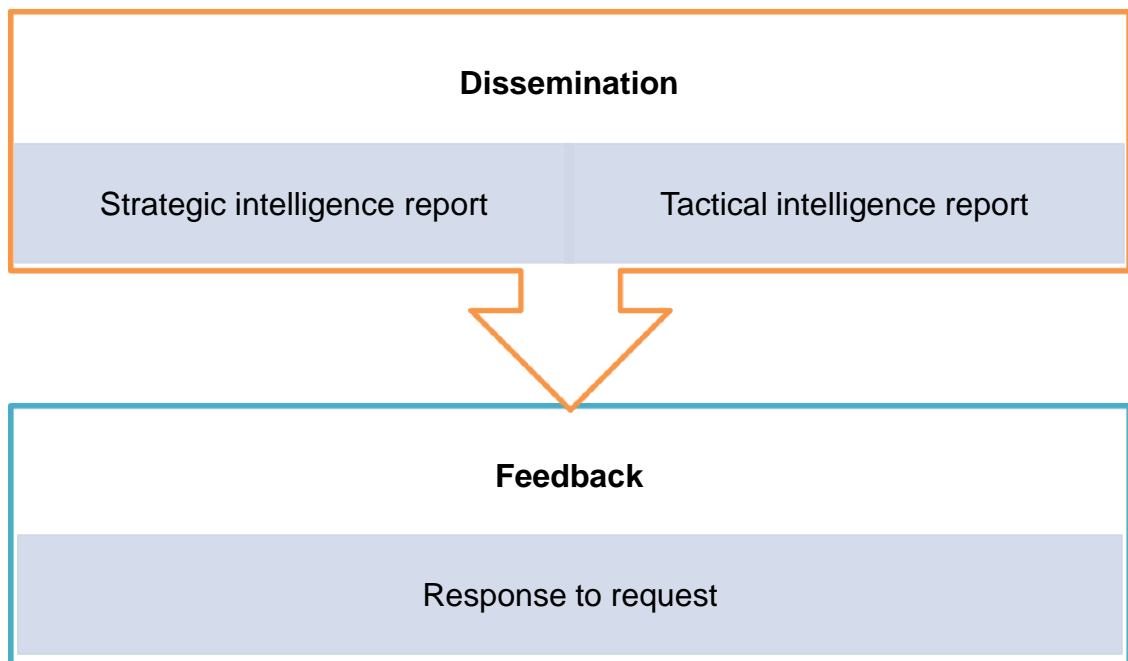 Dissemination
Strategic intelligence report
Tactical intelligence report
Feedback
Response to request